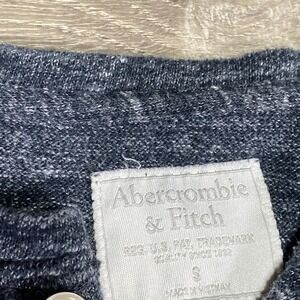 Abercrombie
& Fitch
REG. U.S. PAT. TRADEMARK
QUALITY SINCE 1892
S
MADE IN VIETNAM